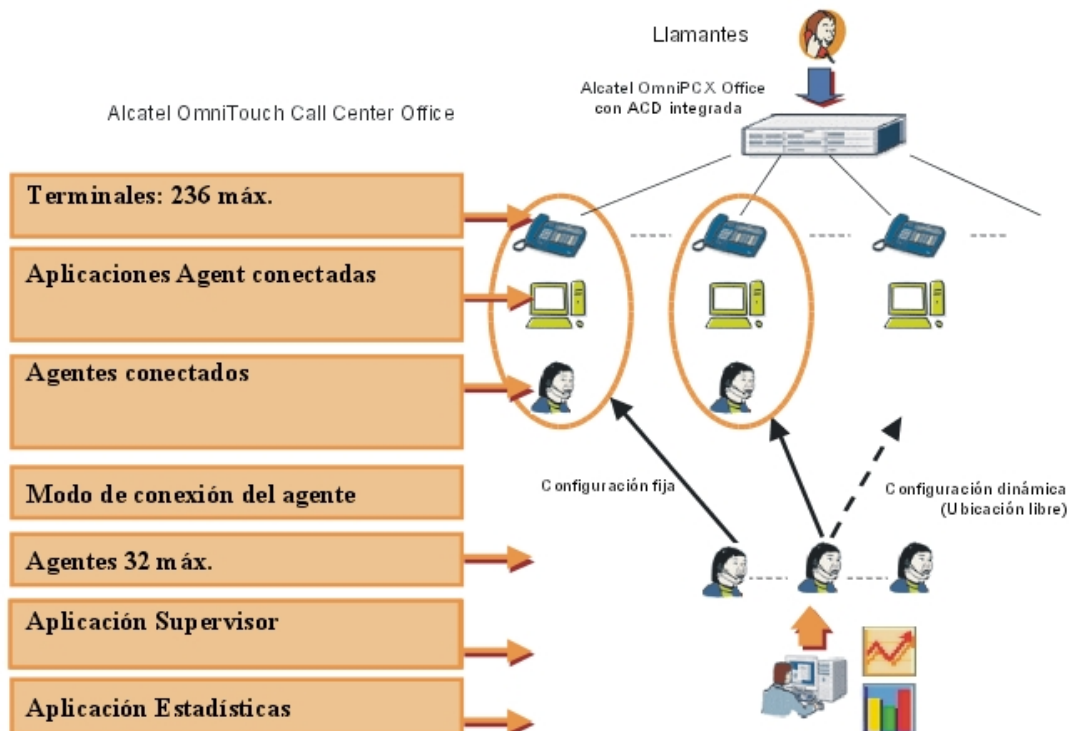 Llamantes
Alcatel OmniPCX Office
con ACD integrada
Alcatel OmniTouch Call Center Office
Terminales: 236 máx.
Aplicaciones Agent conectadas
Agentes conectados
Modo de conexión del agente
Configuración fija
Configuración dinámica
(Ubicación libre)
Agentes 32 máx.
Aplicación Supervisor
Aplicación Estadísticas